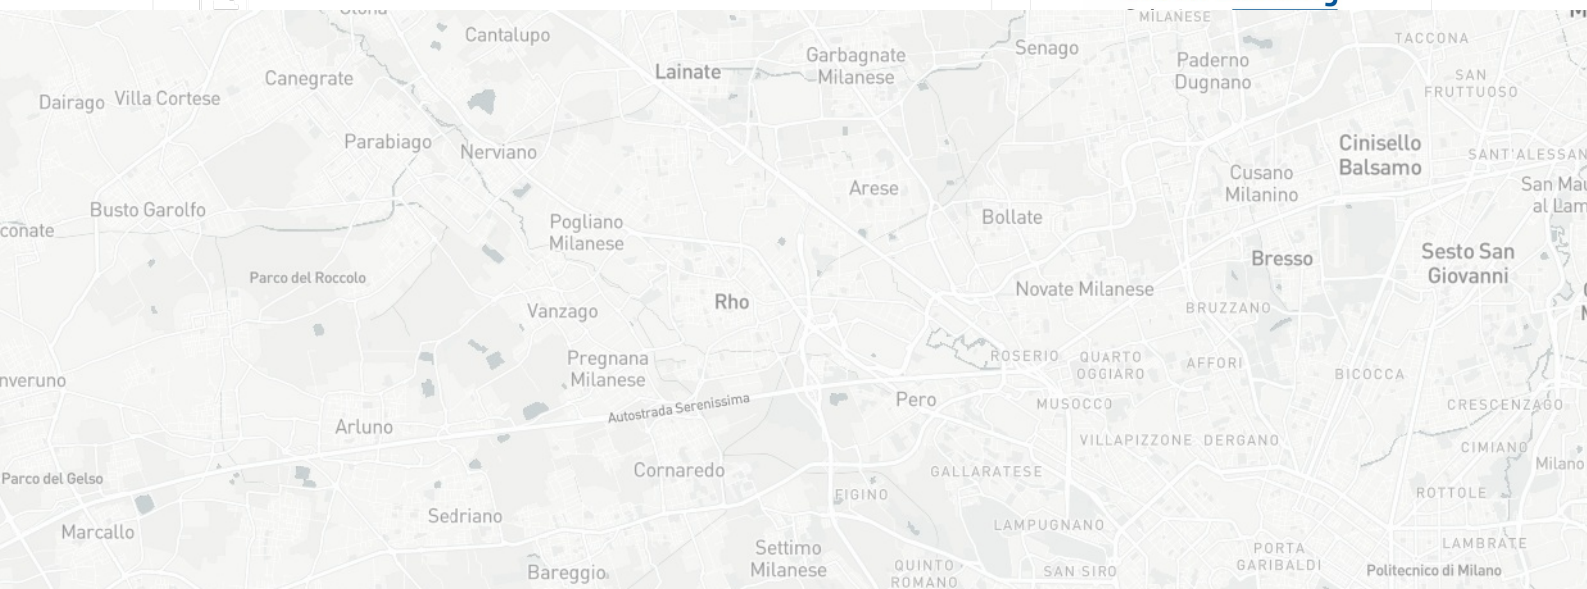 MILANESE
Cantalupo
TACCONA
Senago
Garbagnate
Milanese
Paderno
Dugnano
Lainate
Canegrate
SAN
FRUTTUOSO
Dairago
Villa Cortese
Parabiago
Nerviano
Cinisello
Balsamo
SANT'ALESSAN
Cusano
Milanino
Arese
San Mau
al Lam
Busto Garolfo
Bollate
Pogliano
Milanese
conate
Bresso
Sesto San
Giovanni
Parco del Roccolo
Novate Milanese
Rho
Vanzago
BRUZZANO
Pregnana
Milanese
ROSERIO
QUARTO
OGGIARO
AFFORI
BICOCCA
nveruno
Pero
MUSOCCO
CRESCENZAGO
Autostrada Serenissima
Arluno
VILLAPIZZONE
DERGANO
CIMIANO
Cornaredo
GALLARATESE
Milano
Parco del Gelso
FIGINO
ROTTOLE
Sedriano
LAMPUGNANO
Marcallo
LAMBRATE
Settimo
Milanese
PORTA
GARIBALDI
Bareggio
QUINTO
ROMANO
SAN SIRO
Politecnico di Milano